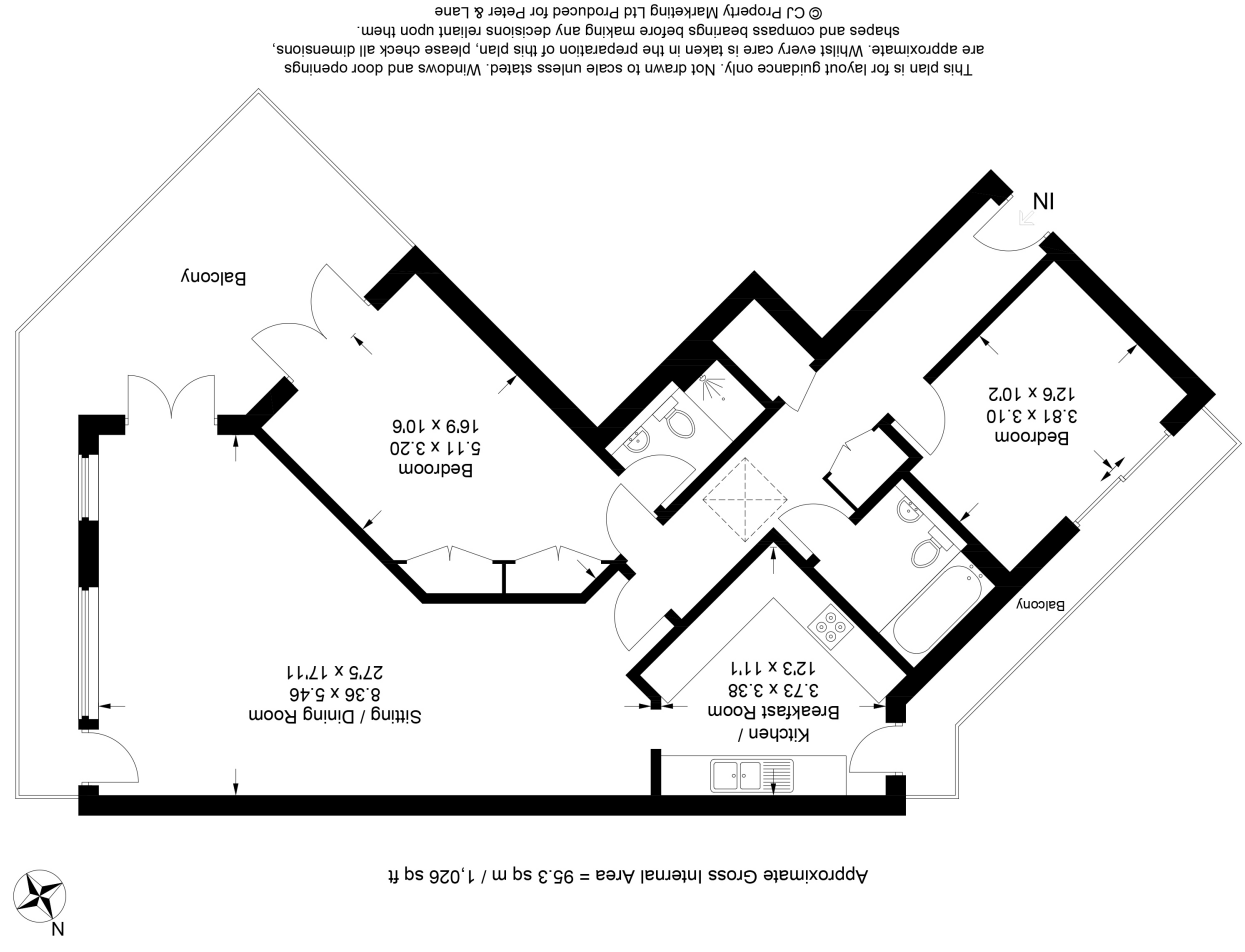 N
Approximate Gross Internal Area = 95.3 sq m / 1,026 sq ft
Kitchen /
Breakfast Room
3.73 x 3.38
12'3 x 11'1
Sitting / Dining Room
8.36 x 5.46
27'5 x 17'11
Balcony
Bedroom
3.81 x 3.10
12'6 x 10'2
Bedroom
5.11 x 3.20
16'9 x 10'6
Balcony
IN
This plan is for layout guidance only. Not drawn to scale unless stated. Windows and door openings
are approximate. Whilst every care is taken in the preparation of this plan, please check all dimensions,
shapes and compass bearings before making any decisions reliant upon them.
© CJ Property Marketing Ltd Produced for Peter & Lane